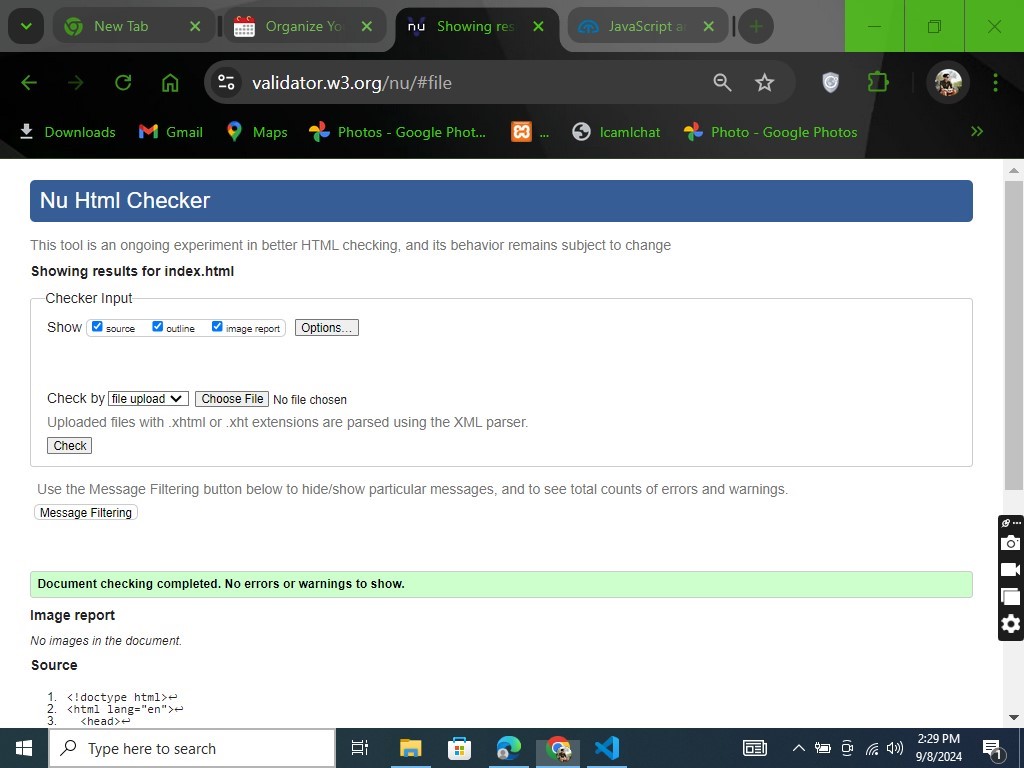 New Tab
Organize Yo
nu Showing res
JavaScript a
validator.w3.org/nu/#file
Downloads
Gmail
Maps
Photos - Google Phot...
...
Icamlchat
Photo - Google Photos
Nu Html Checker
This tool is an ongoing experiment in better HTML checking, and its behavior remains subject to change
Showing results for index.html
Checker Input
Show source outline image report Options...
Check by file upload Choose File No file chosen
Uploaded files with .xhtml or .xht extensions are parsed using the XML parser.
Check
Use the Message Filtering button below to hide/show particular messages, and to see total counts of errors and warnings.
Message Filtering
Document checking completed. No errors or warnings to show.
Image report
No images in the document.
Source
1. <!doctype html>↩
2. <html lang="en">↩
3. <head>↩
Type here to search
2:29 PM
9/8/2024
1